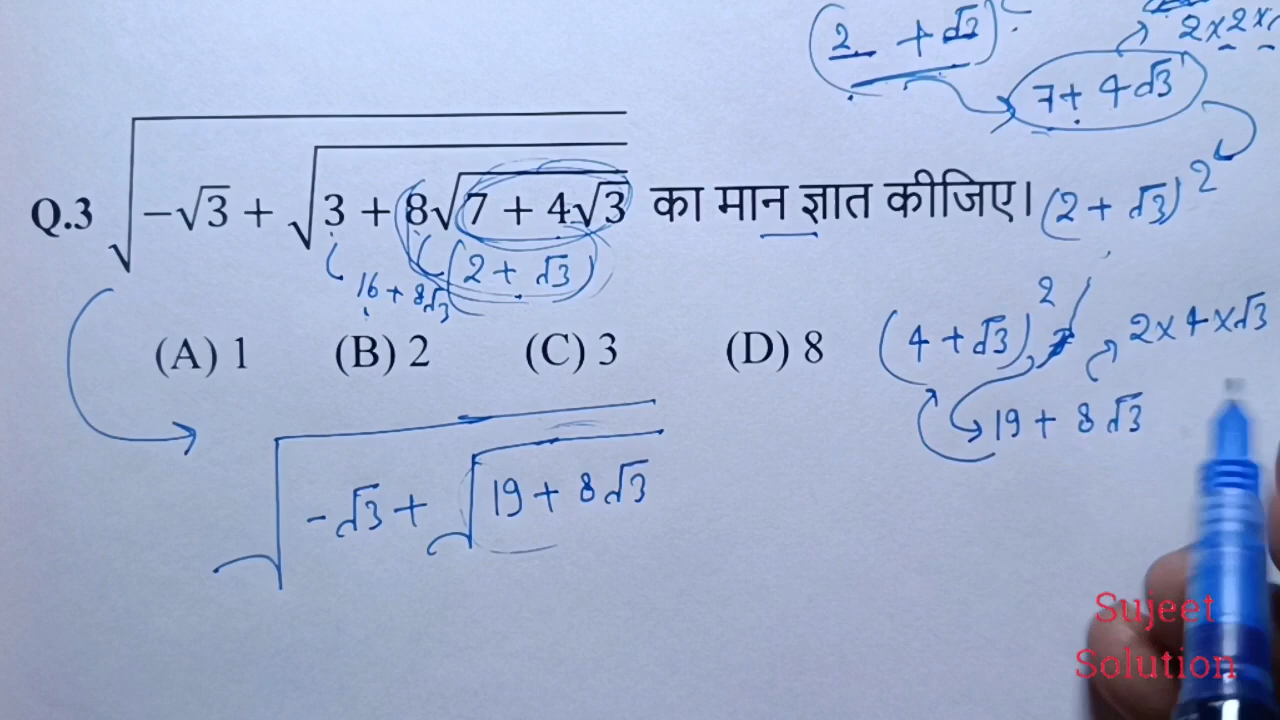 (2 + √3)².
2×2×
7 + 4√3
Q.3 √(-√3 + √(3 + 8√(7 + 4√3))) का मान ज्ञात कीजिए।
(2 + √3)²
(2 + √3)
16 + 8√3
(A) 1 (B) 2 (C) 3 (D) 8
(4 + √3)²
2×4×√3
19 + 8√3
√(-√3 + √(19 + 8√3))
Sujeet
Solution